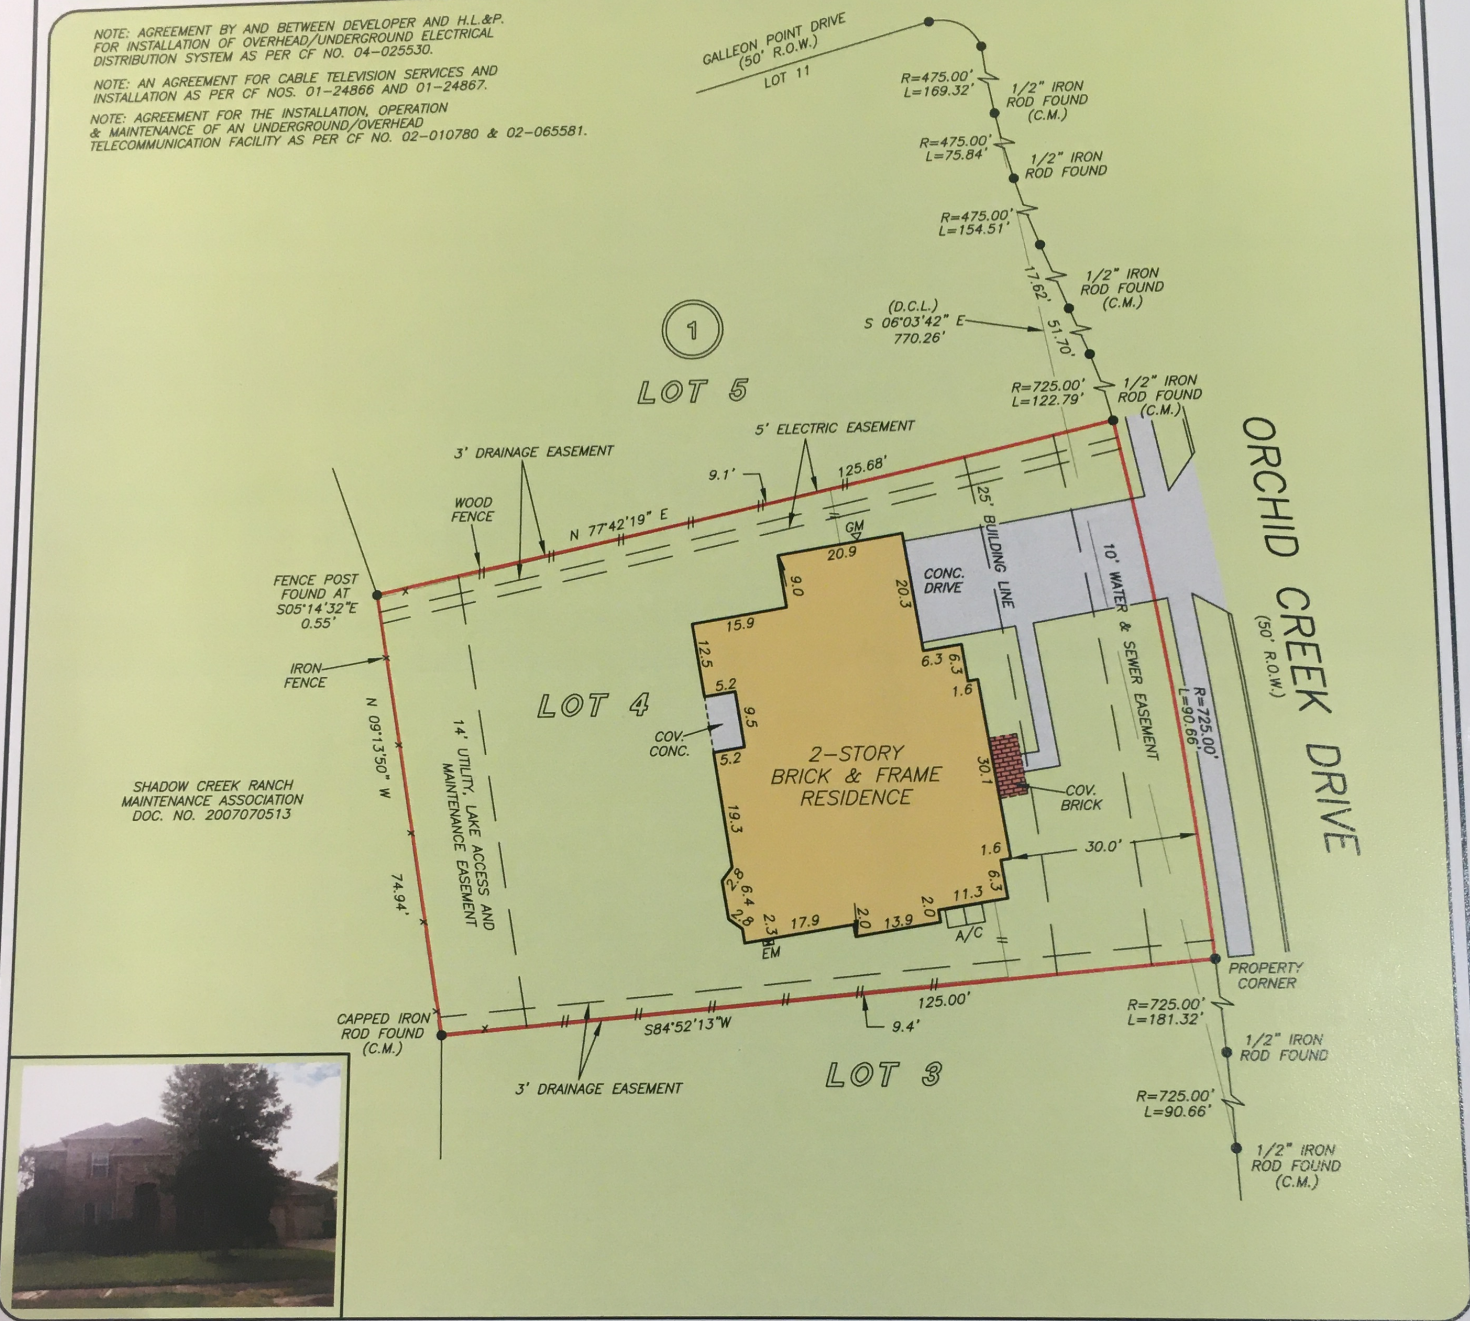 NOTE: AGREEMENT BY AND BETWEEN DEVELOPER AND H.L.&P.
FOR INSTALLATION OF OVERHEAD/UNDERGROUND ELECTRICAL
DISTRIBUTION SYSTEM AS PER CF NO. 04-025530.
NOTE: AN AGREEMENT FOR CABLE TELEVISION SERVICES AND
INSTALLATION AS PER CF NOS. 01-24866 AND 01-24867.
NOTE: AGREEMENT FOR THE INSTALLATION, OPERATION
& MAINTENANCE OF AN UNDERGROUND/OVERHEAD
TELECOMMUNICATION FACILITY AS PER CF NO. 02-010780 & 02-065581.
GALLEON POINT DRIVE
(50' R.O.W.)
LOT 11
R=475.00'
L=169.32'
1/2" IRON
ROD FOUND
(C.M.)
R=475.00'
L=75.84'
1/2" IRON
ROD FOUND
R=475.00'
L=154.51'
17.62'
1/2" IRON
ROD FOUND
(C.M.)
(D.C.L.)
S 06°03'42" E
770.26'
51.70'
R=725.00'
L=122.79'
1/2" IRON
ROD FOUND
(C.M.)
1
LOT 5
5' ELECTRIC EASEMENT
3' DRAINAGE EASEMENT
9.1'
125.68'
WOOD
FENCE
N 77°42'19" E
GM
25' BUILDING LINE
ORCHID CREEK DRIVE
(50' R.O.W.)
FENCE POST
FOUND AT
S05°14'32"E
0.55'
IRON
FENCE
20.9
9.0
20.3
CONC.
DRIVE
10' WATER & SEWER EASEMENT
15.9
12.5
6.3
6.3
1.6
5.2
9.5
5.2
LOT 4
COV.
CONC.
N 09°13'50" W
74.94'
14' UTILITY, LAKE ACCESS AND
MAINTENANCE EASEMENT
SHADOW CREEK RANCH
MAINTENANCE ASSOCIATION
DOC. NO. 2007070513
2-STORY
BRICK & FRAME
RESIDENCE
30.1
COV.
BRICK
R=725.00'
L=90.66'
19.3
1.6
30.0'
2.8
6.4
2.8
2.3
17.9
2.0
13.9
2.0
11.3
6.3
EM
A/C
PROPERTY
CORNER
CAPPED IRON
ROD FOUND
(C.M.)
S84°52'13"W
125.00'
9.4'
3' DRAINAGE EASEMENT
LOT 3
R=725.00'
L=181.32'
1/2" IRON
ROD FOUND
R=725.00'
L=90.66'
1/2" IRON
ROD FOUND
(C.M.)